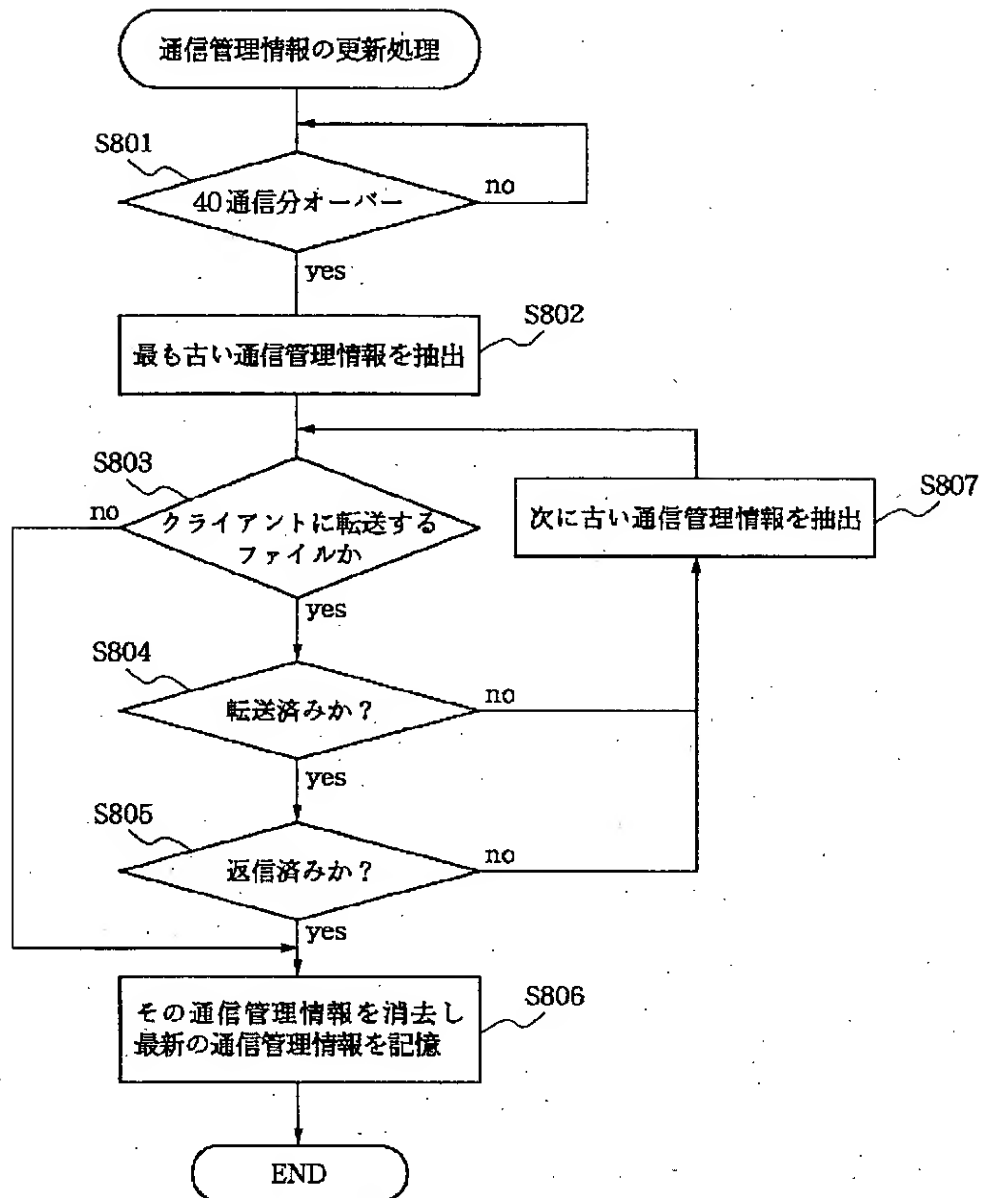 通信管理情報の更新処理
S801
40通信分オーバー
no
yes
S802
最も古い通信管理情報を抽出
S803
no
クライアントに転送する
ファイルか
yes
S807
次に古い通信管理情報を抽出
S804
転送済みか？
no
yes
S805
返信済みか？
no
yes
S806
その通信管理情報を消去し
最新の通信管理情報を記憶
END